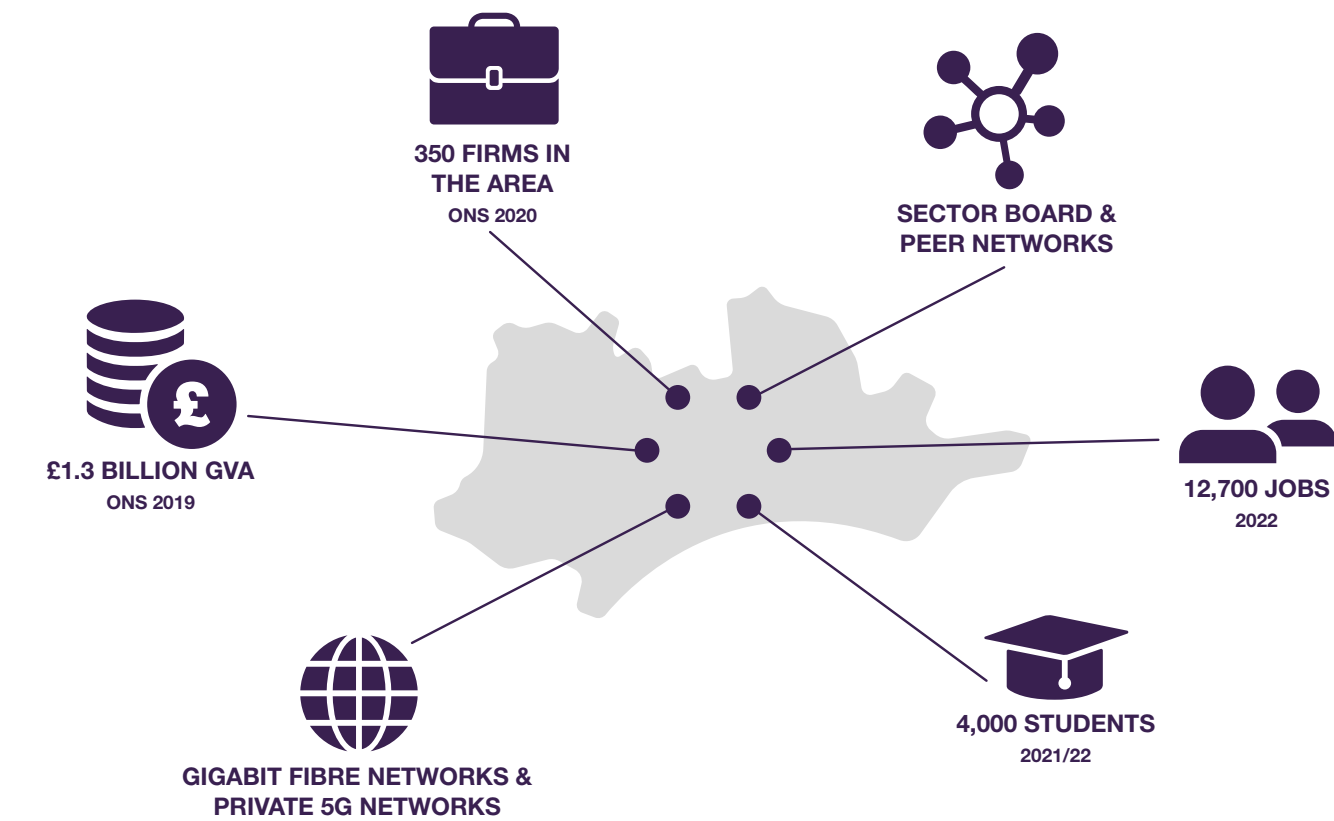 350 FIRMS IN
THE AREA
ONS 2020
SECTOR BOARD &
PEER NETWORKS
£
£1.3 BILLION GVA
ONS 2019
12,700 JOBS
2022
4,000 STUDENTS
2021/22
GIGABIT FIBRE NETWORKS &
PRIVATE 5G NETWORKS